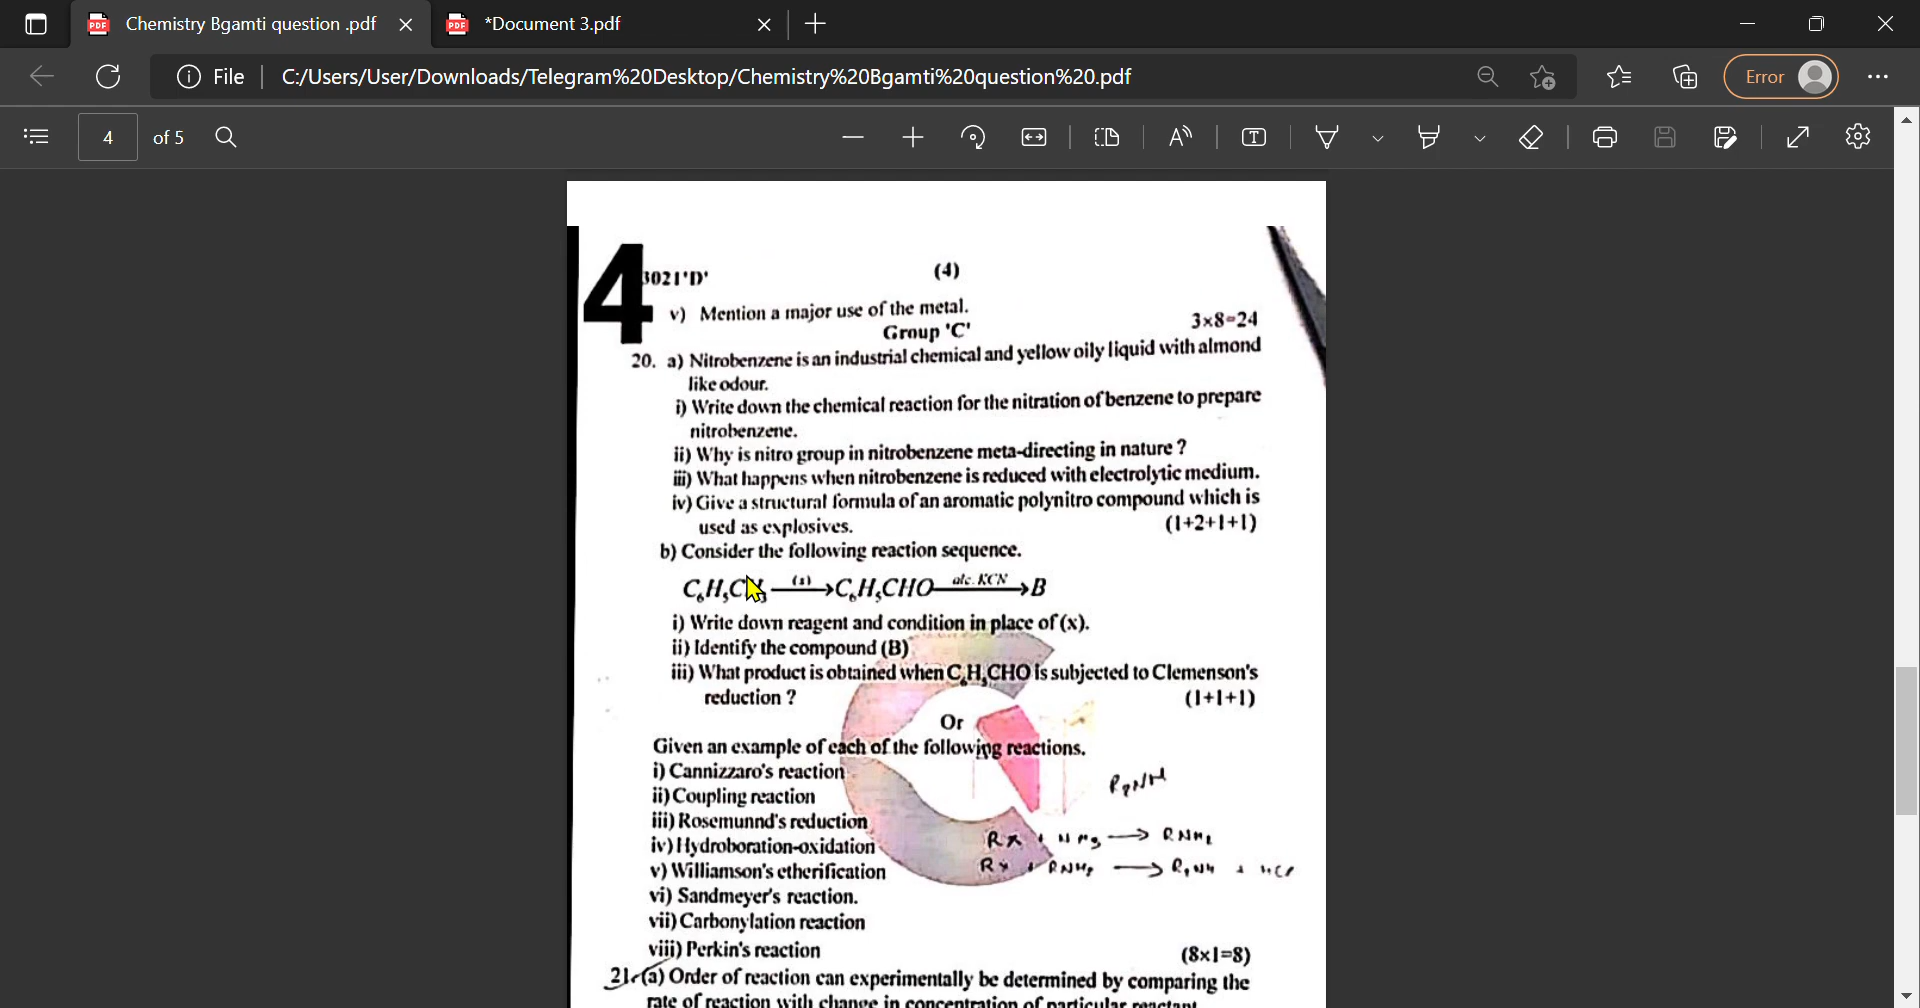 Chemistry Bgamti question .pdf
*Document 3.pdf
File
C:/Users/User/Downloads/Telegram%20Desktop/Chemistry%20Bgamti%20question%20.pdf
Error
4 of 5
4
3021'D'
(4)
v) Mention a major use of the metal.
Group 'C'
3×8=24
20. a) Nitrobenzene is an industrial chemical and yellow oily liquid with almond
like odour.
i) Write down the chemical reaction for the nitration of benzene to prepare
nitrobenzene.
ii) Why is nitro group in nitrobenzene meta-directing in nature ?
iii) What happens when nitrobenzene is reduced with electrolytic medium.
iv) Give a structural formula of an aromatic polynitro compound which is
used as explosives. (1+2+1+1)
b) Consider the following reaction sequence.
(x) →C₆H₅CHO alc. KCN →B
i) Write down reagent and condition in place of (x).
ii) Identify the compound (B)
iii) What product is obtained when C₆H₅CHO is subjected to Clemenson's
reduction ? (1+1+1)
Or
Given an example of each of the following reactions.
i) Cannizzaro's reaction
ii) Coupling reaction
iii) Rosemunnd's reduction
iv) Hydroboration-oxidation
v) Williamson's etherification
vi) Sandmeyer's reaction.
vii) Carbonylation reaction
viii) Perkin's reaction (8×1=8)
21. (a) Order of reaction can experimentally be determined by comparing the
rate of reaction with change in concentration of particular reactant